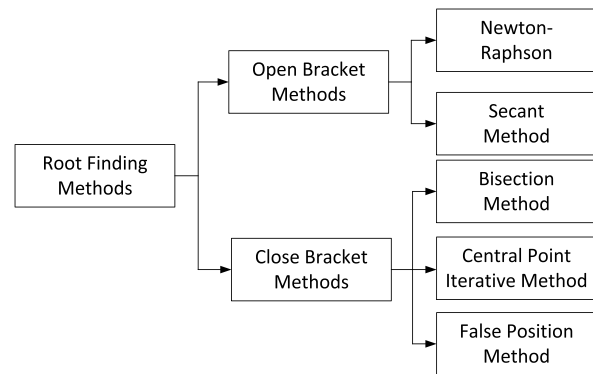 Root Finding
Methods
Open Bracket
Methods
Newton-
Raphson
Secant
Method
Close Bracket
Methods
Bisection
Method
Central Point
Iterative Method
False Position
Method